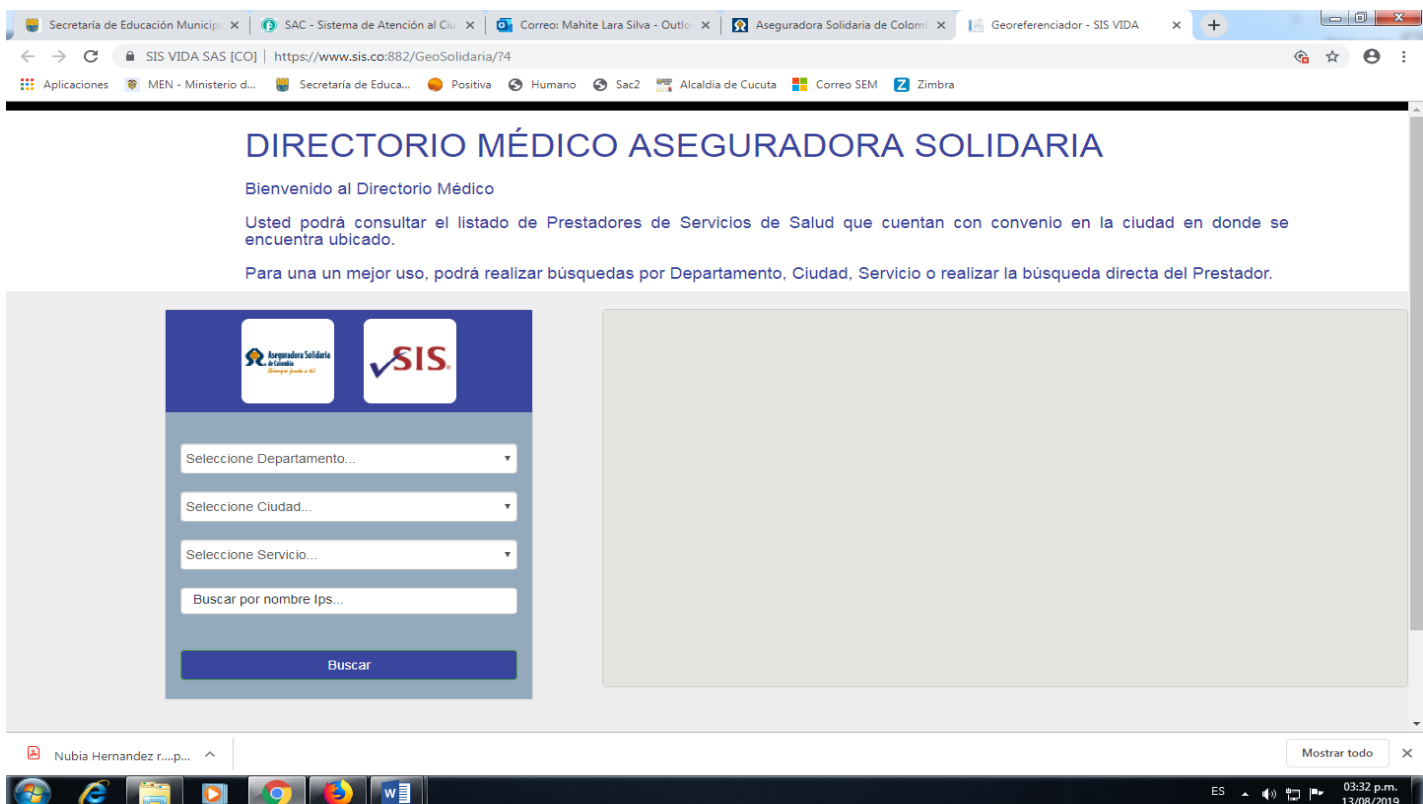 Secretaría de Educación Municip
SAC - Sistema de Atención al Ciu
Correo: Mahite Lara Silva - Outlo
Aseguradora Solidaria de Colom
Georeferenciador - SIS VIDA
SIS VIDA SAS [CO] | https://www.sis.co:882/GeoSolidaria/?4
Aplicaciones MEN - Ministerio d... Secretaría de Educa... Positiva Humano Sac2 Alcaldia de Cucuta Correo SEM Zimbra
DIRECTORIO MÉDICO ASEGURADORA SOLIDARIA
Bienvenido al Directorio Médico
Usted podrá consultar el listado de Prestadores de Servicios de Salud que cuentan con convenio en la ciudad en donde se
encuentra ubicado.
Para una un mejor uso, podrá realizar búsquedas por Departamento, Ciudad, Servicio o realizar la búsqueda directa del Prestador.
Aseguradora Solidaria
de Colombia
SIS
Seleccione Departamento...
Seleccione Ciudad...
Seleccione Servicio...
Buscar por nombre Ips...
Buscar
Nubia Hernandez r....p...
Mostrar todo
ES
03:32 p.m.
13/08/2019